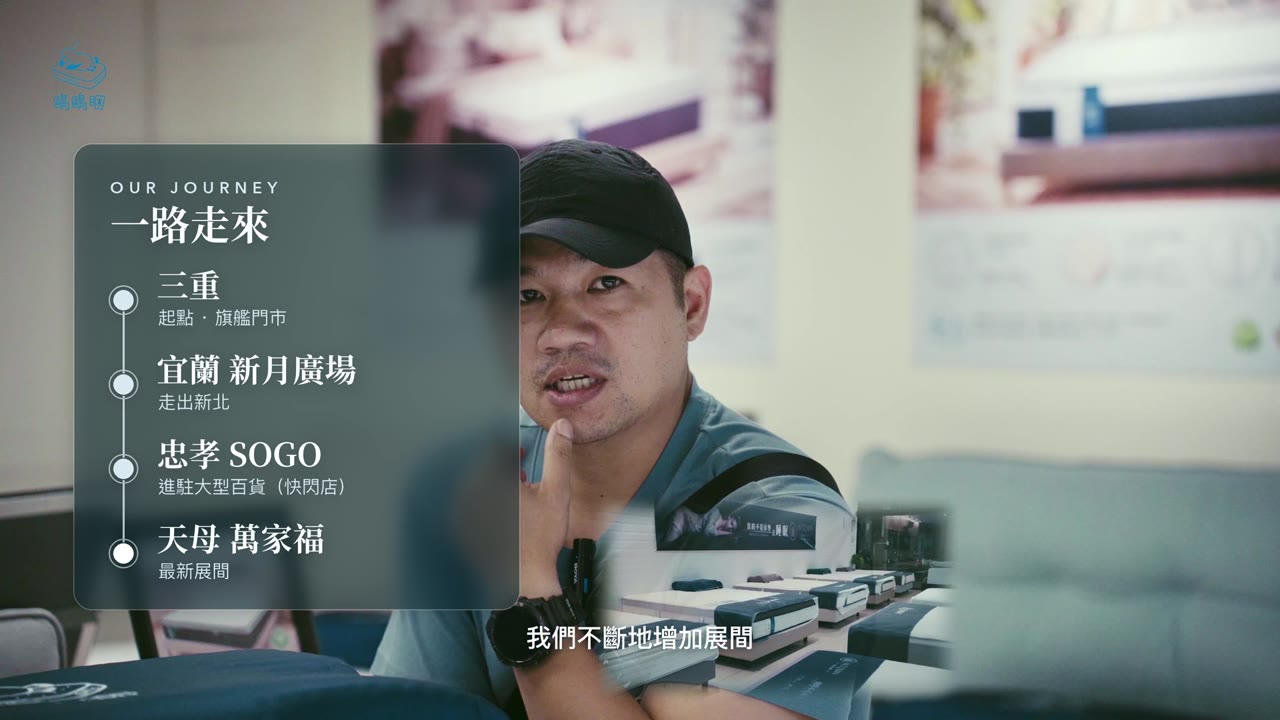 嗚嗚睏
OUR JOURNEY
一路走來
三重
起點・旗艦門市
宜蘭 新月廣場
走出新北
忠孝 SOGO
進駐大型百貨（快閃店）
天母 萬家福
最新展間
我們不斷地增加展間